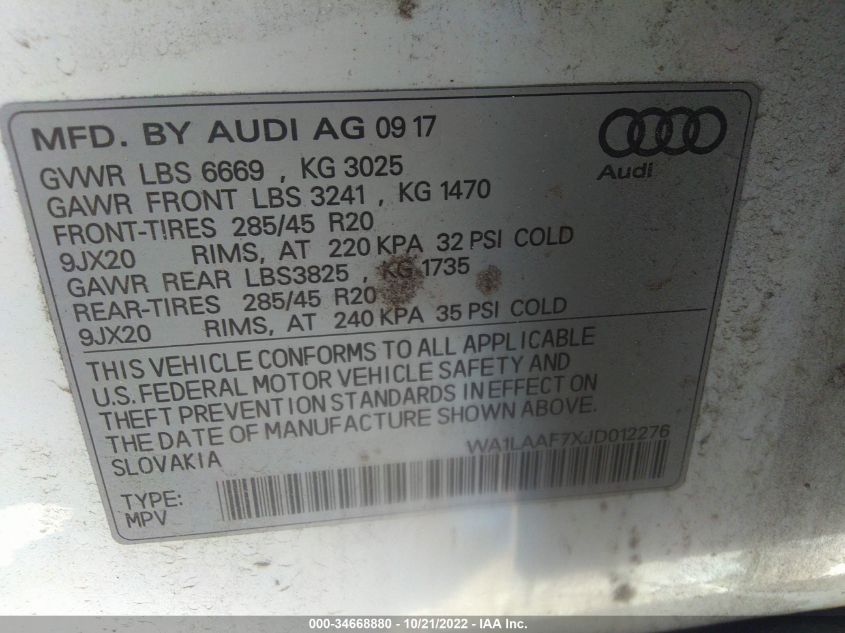 MFD. BY AUDI AG 09 17
GVWR LBS 6669 , KG 3025
GAWR FRONT LBS 3241 , KG 1470
FRONT-TIRES 285/45 R20
9JX20 RIMS, AT 220 KPA 32 PSI COLD
GAWR REAR LBS3825 , KG 1735
REAR-TIRES 285/45 R20
9JX20 RIMS, AT 240 KPA 35 PSI COLD
Audi
THIS VEHICLE CONFORMS TO ALL APPLICABLE
U.S. FEDERAL MOTOR VEHICLE SAFETY AND
THEFT PREVENTION STANDARDS IN EFFECT ON
THE DATE OF MANUFACTURE SHOWN ABOVE.
SLOVAKIA WA1LAAF7XJD012276
TYPE:
MPV
000-34668880 - 10/21/2022 - IAA Inc.